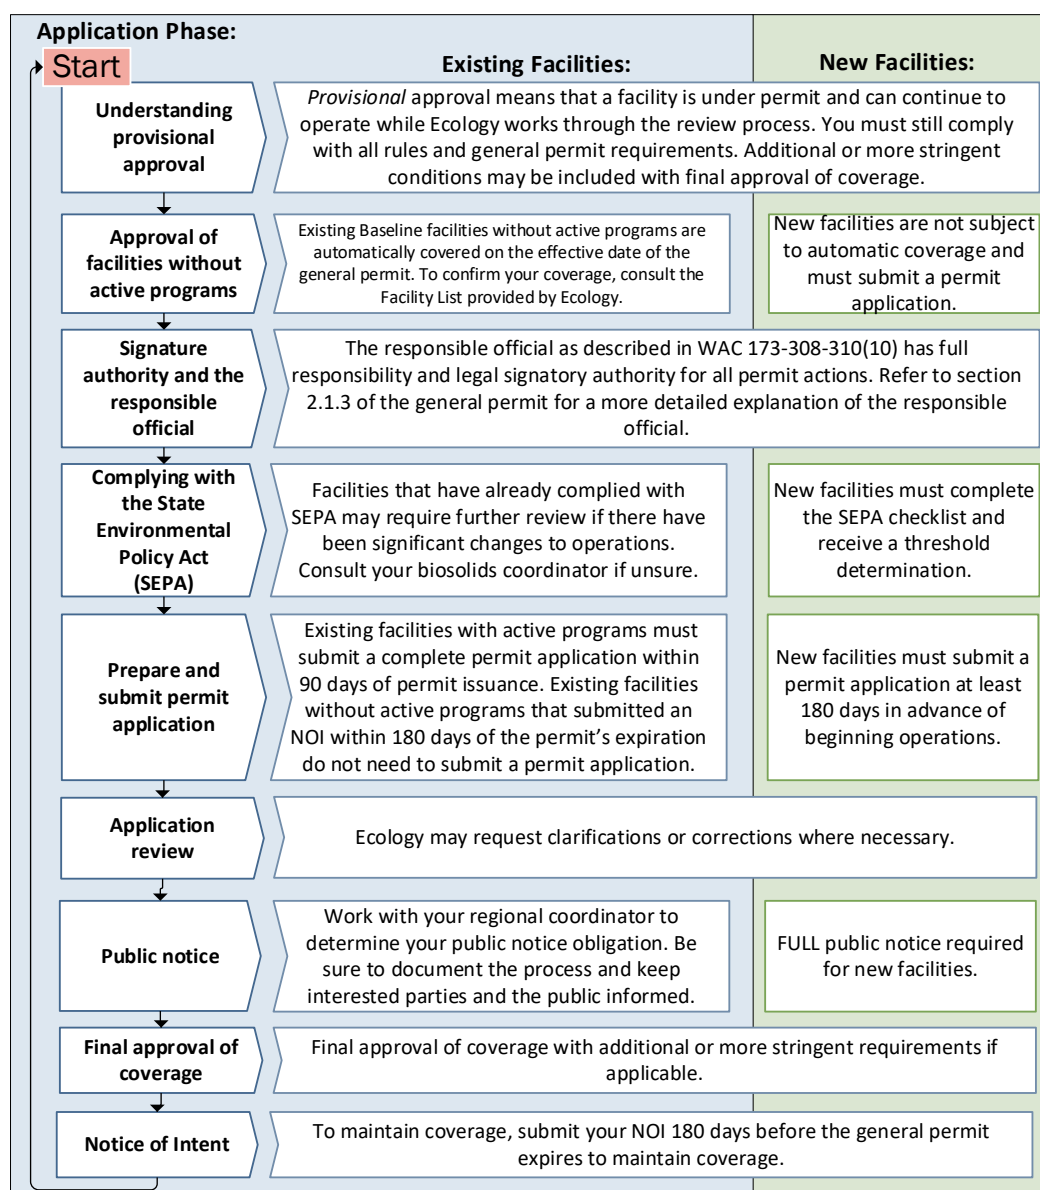 Application Phase:
Start
Existing Facilities:
New Facilities:
Understanding
provisional
approval
Provisional approval means that a facility is under permit and can continue to
operate while Ecology works through the review process. You must still comply
with all rules and general permit requirements. Additional or more stringent
conditions may be included with final approval of coverage.
Approval of
facilities without
active programs
Existing Baseline facilities without active programs are
automatically covered on the effective date of the
general permit. To confirm your coverage, consult the
Facility List provided by Ecology.
New facilities are not subject
to automatic coverage and
must submit a permit
application.
Signature
authority and the
responsible
official
The responsible official as described in WAC 173-308-310(10) has full
responsibility and legal signatory authority for all permit actions. Refer to section
2.1.3 of the general permit for a more detailed explanation of the responsible
official.
Complying with
the State
Environmental
Policy Act
(SEPA)
Facilities that have already complied with
SEPA may require further review if there have
been significant changes to operations.
Consult your biosolids coordinator if unsure.
New facilities must complete
the SEPA checklist and
receive a threshold
determination.
Prepare and
submit permit
application
Existing facilities with active programs must
submit a complete permit application within
90 days of permit issuance. Existing facilities
without active programs that submitted an
NOI within 180 days of the permit’s expiration
do not need to submit a permit application.
New facilities must submit a
permit application at least
180 days in advance of
beginning operations.
Application
review
Ecology may request clarifications or corrections where necessary.
Public notice
Work with your regional coordinator to
determine your public notice obligation. Be
sure to document the process and keep
interested parties and the public informed.
FULL public notice required
for new facilities.
Final approval of
coverage
Final approval of coverage with additional or more stringent requirements if
applicable.
Notice of Intent
To maintain coverage, submit your NOI 180 days before the general permit
expires to maintain coverage.